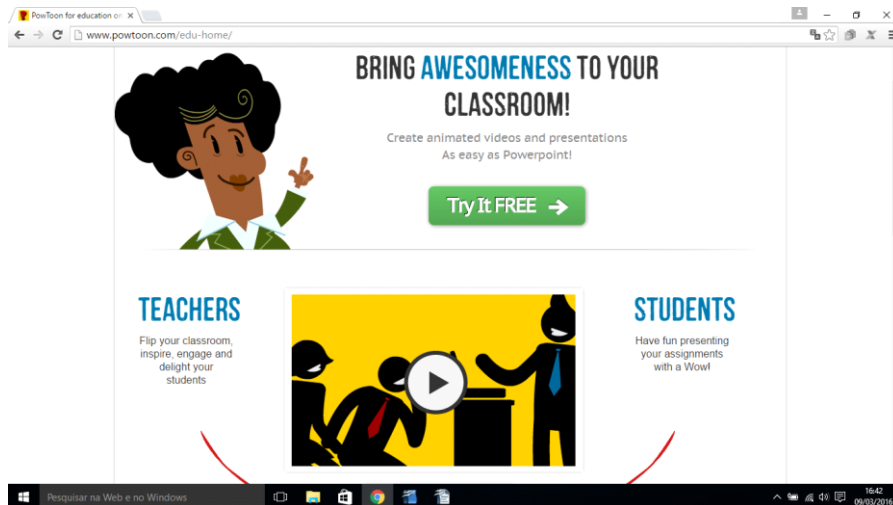 PowToon for education on
www.powtoon.com/edu-home/
BRING AWESOMENESS TO YOUR
CLASSROOM!
Create animated videos and presentations
As easy as Powerpoint!
Try It FREE
TEACHERS
Flip your classroom,
inspire, engage and
delight your
students
STUDENTS
Have fun presenting
your assignments
with a Wow!
Pesquisar na Web e no Windows
16:42
09/03/2016